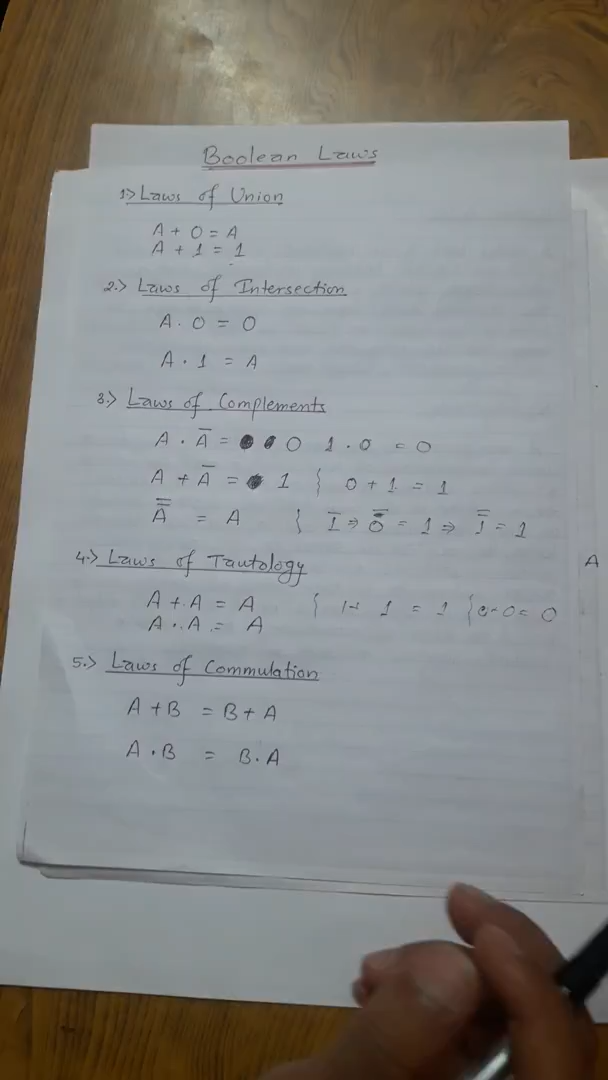 Boolean Laws
1.> Laws of Union
A + 0 = A
A + 1 = 1
2.> Laws of Intersection
A . 0 = 0
A . 1 = A
3.> Laws of Complements
A . A̅ = 0 1 . 0 = 0
A + A̅ = 1 { 0 + 1 = 1
A̿ = A { 1̅ ⇒ 0̅ = 1 ⇒ 1̿ = 1
A
4.> Laws of Tautology
A + A = A { 1+ 1 = 1 { 0 - 0 = 0
A . A = A
5.> Laws of Commulation
A + B = B + A
A . B = B . A